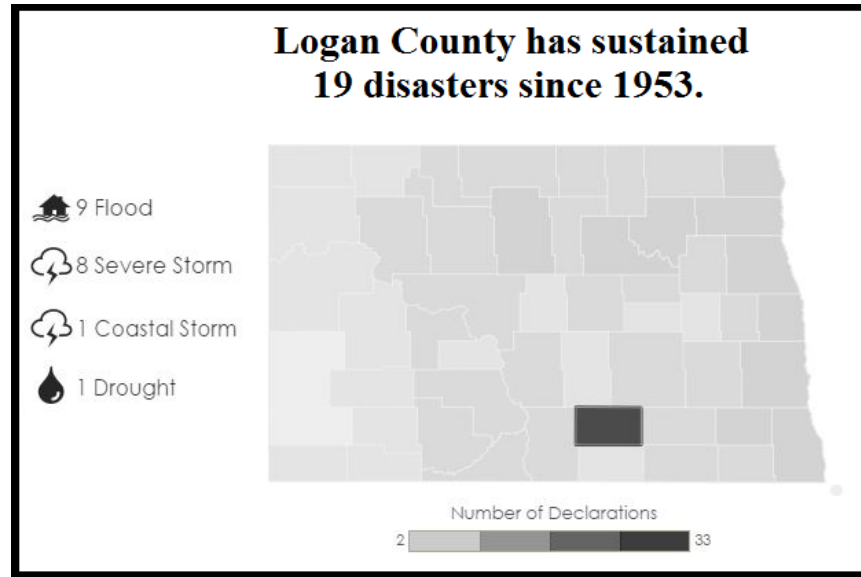 Logan County has sustained
19 disasters since 1953.
9 Flood
8 Severe Storm
1 Coastal Storm
1 Drought
Number of Declarations
2 33